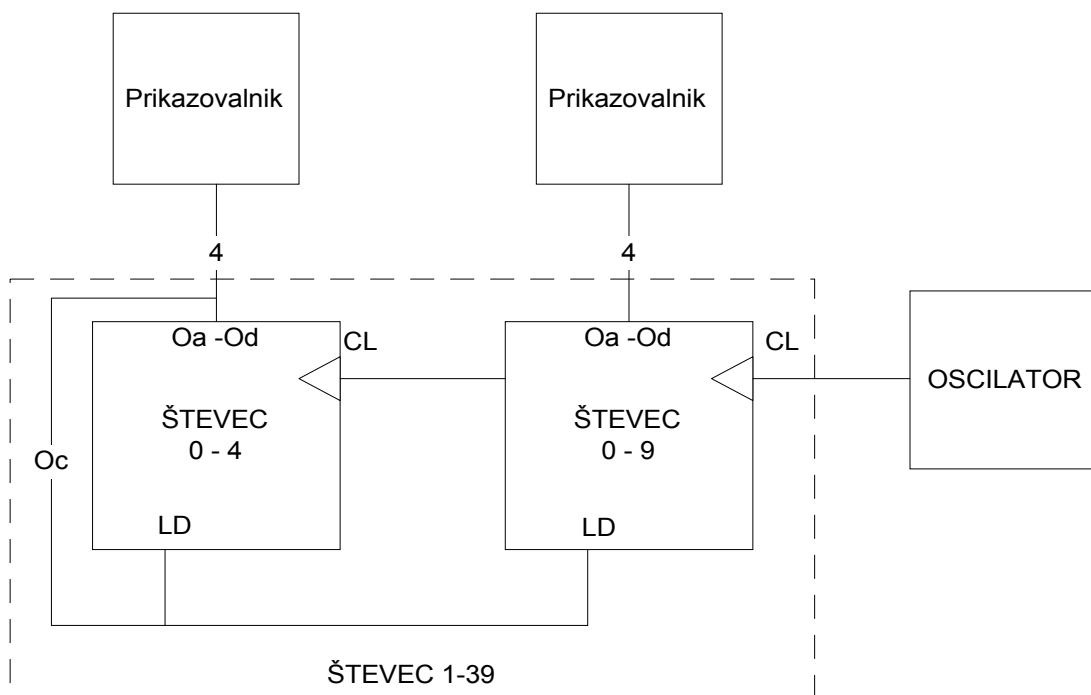 Prikazovalnik
Prikazovalnik
4
4
Oa -Od
CL
Oa -Od
CL
OSCILATOR
ŠTEVEC
0 - 4
ŠTEVEC
0 - 9
Oc
LD
LD
ŠTEVEC 1-39